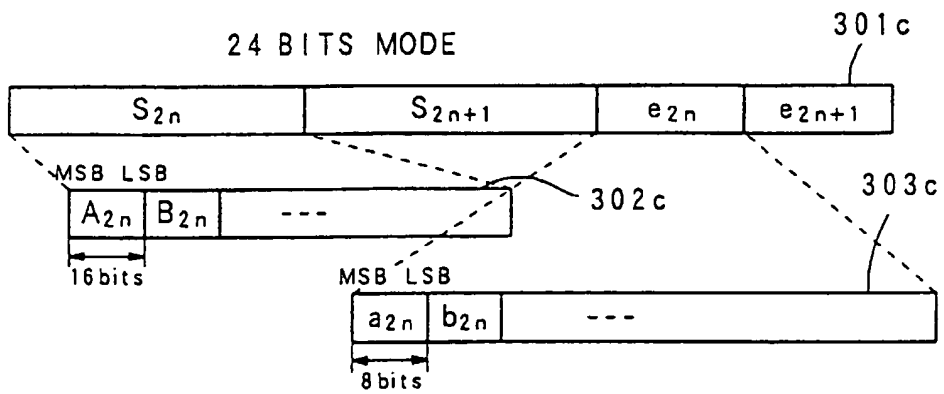 24 BITS MODE
301c
S2n S2n+1 e2n e2n+1
MSB LSB
302c
303c
A2n B2n ---
16bits
MSB LSB
a2n b2n ---
8bits